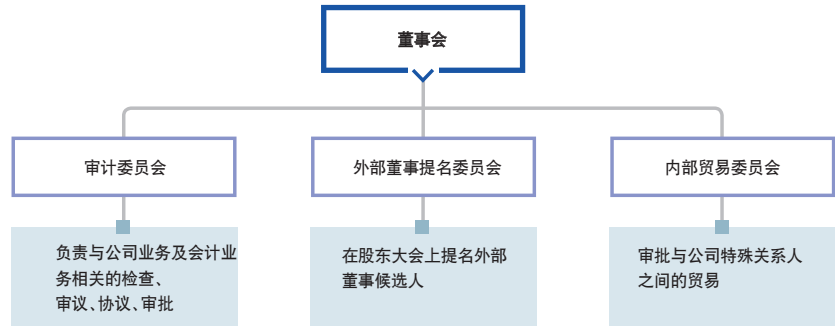 董事会
审计委员会
外部董事提名委员会
内部贸易委员会
负责与公司业务及会计业
务相关的检查、
审议、协议、审批
在股东大会上提名外部
董事候选人
审批与公司特殊关系人
之间的贸易